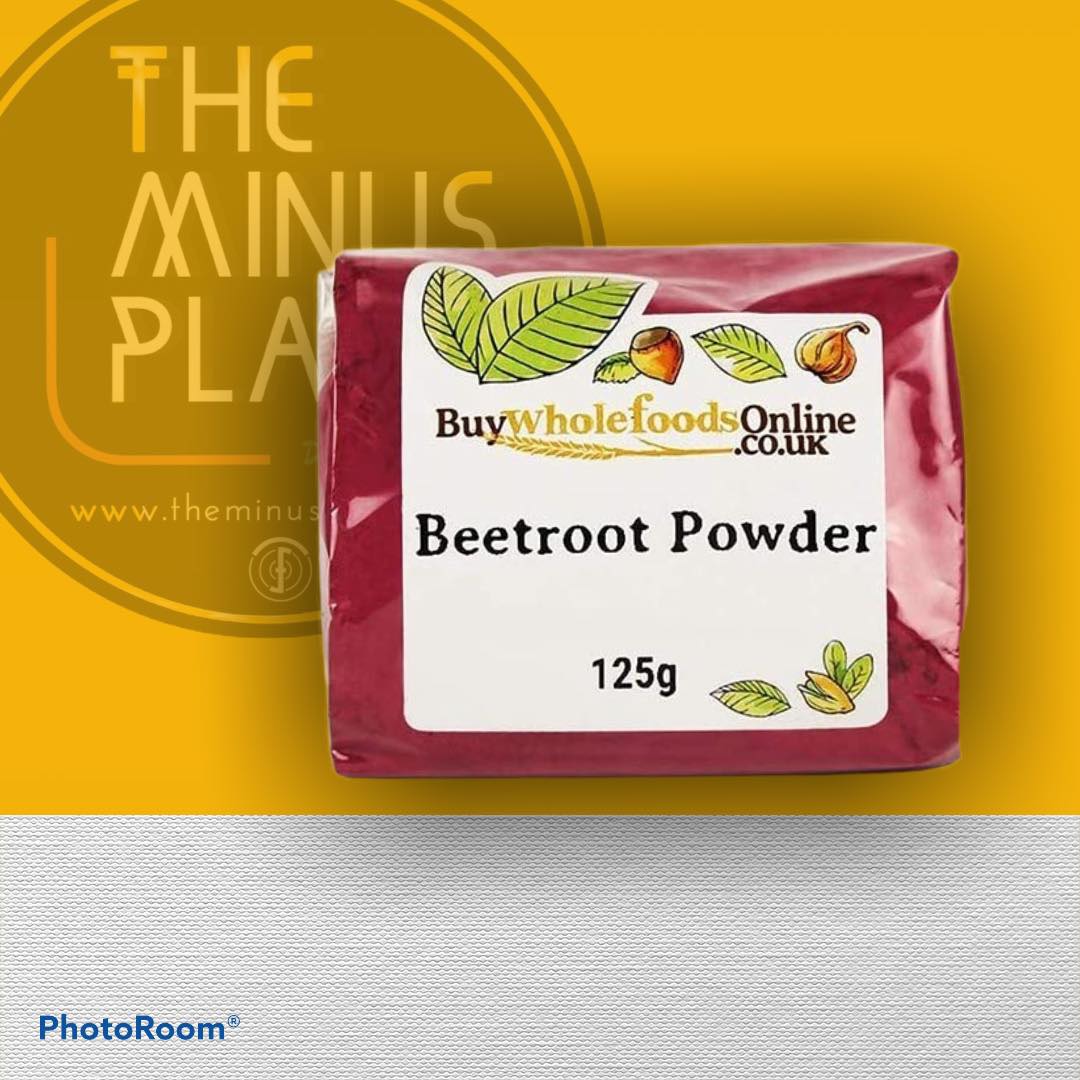 THE
MINUS
PLA
www.theminus
BuyWholefoodsOnline
.co.uk
Beetroot Powder
125g
PhotoRoom®